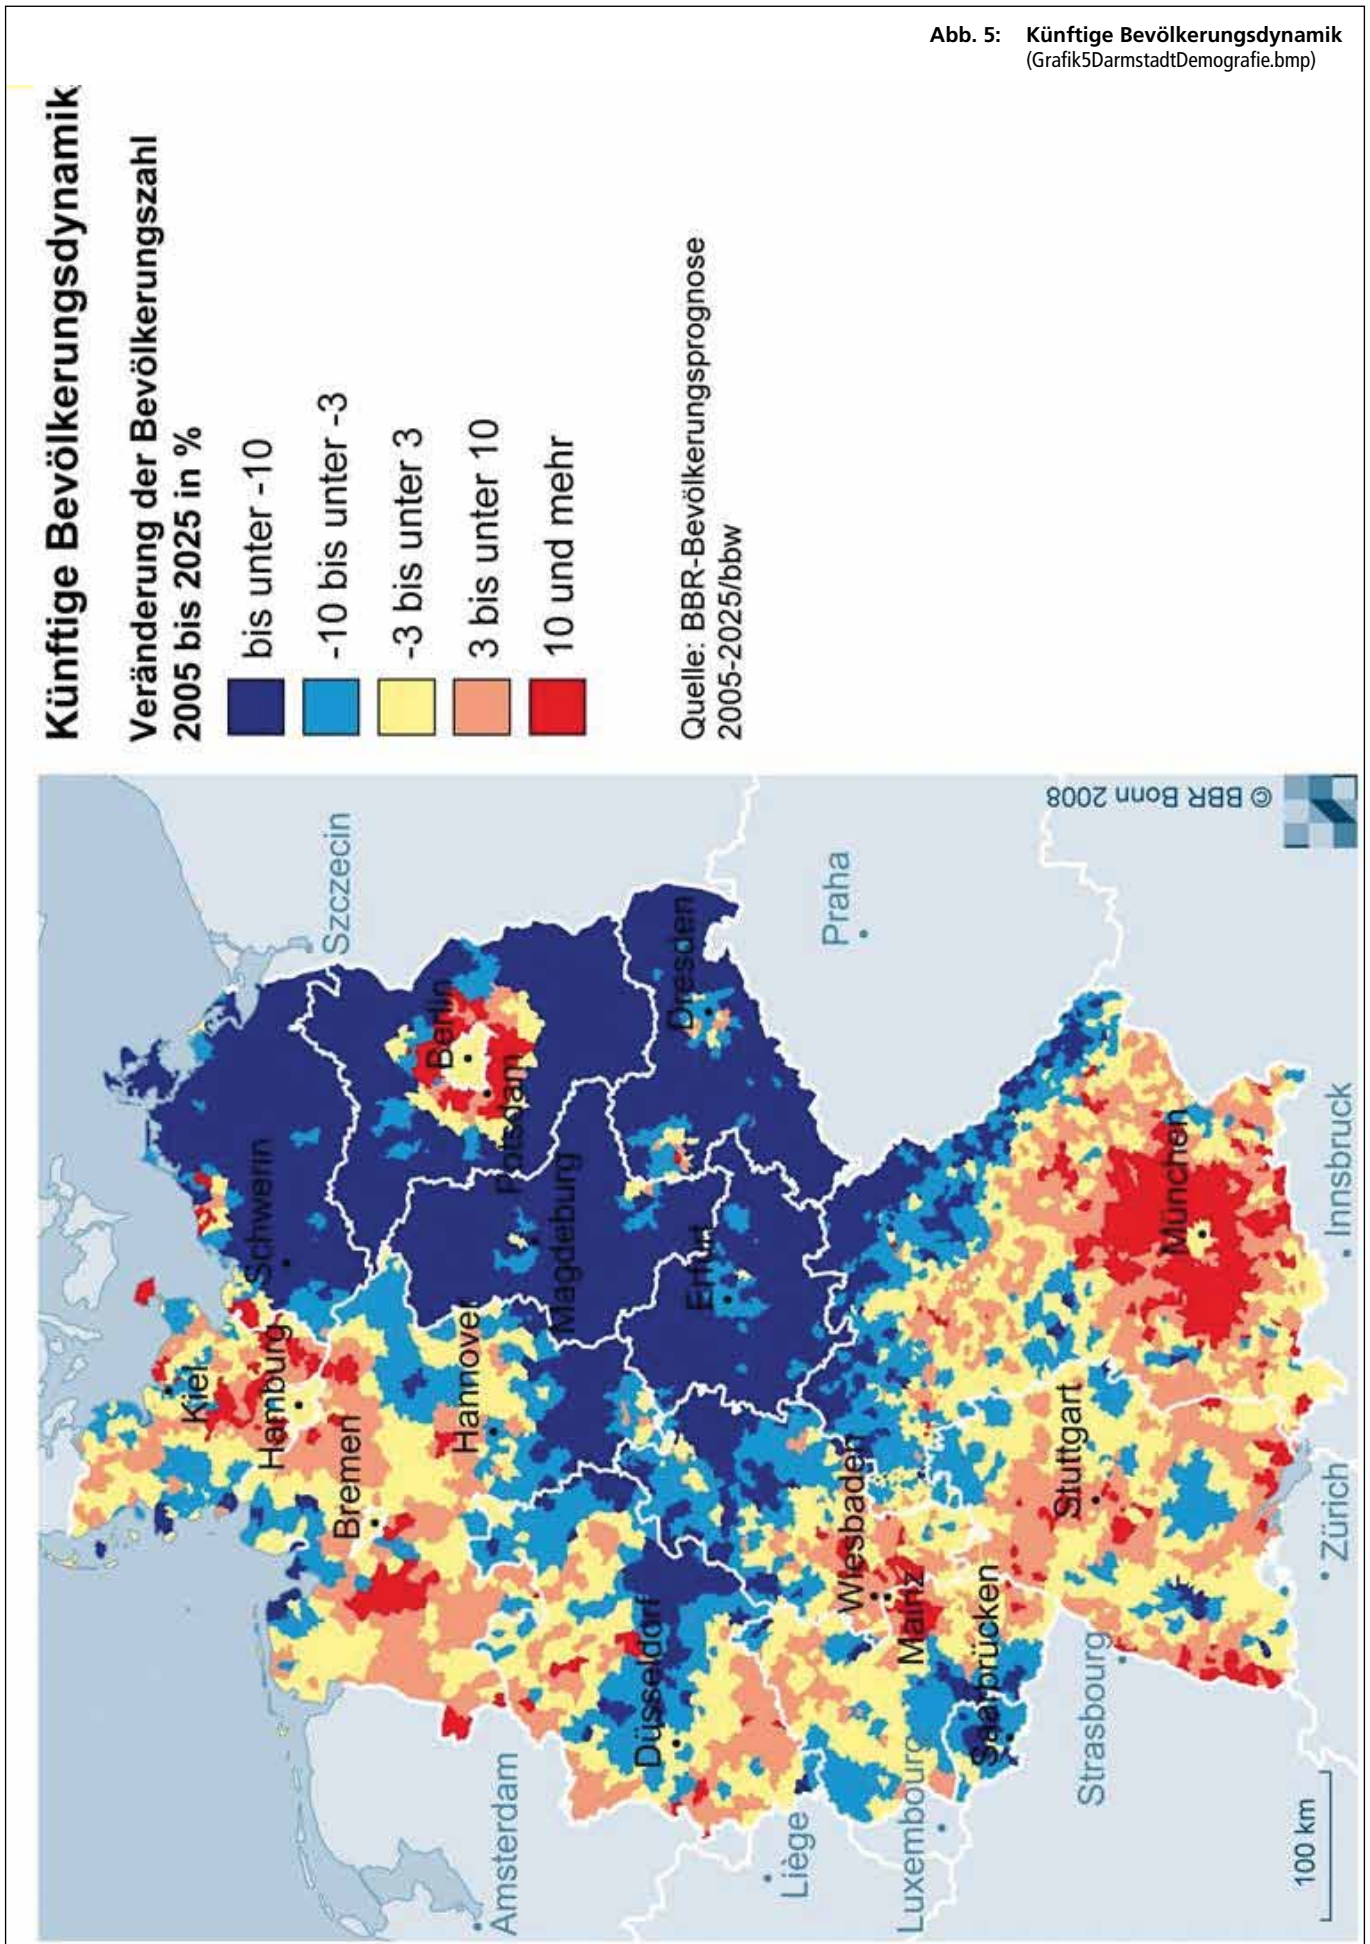 Abb. 5: Künftige Bevölkerungsdynamik
(Grafik5DarmstadtDemografie.bmp)
Künftige Bevölkerungsdynamik
Veränderung der Bevölkerungszahl
2005 bis 2025 in %
bis unter -10
-10 bis unter -3
-3 bis unter 3
3 bis unter 10
10 und mehr
Quelle: BBR-Bevölkerungsprognose
2005-2025/bbw
Kiel
Szczecin
Schwerin
Hamburg
Bremen
Berlin
Potsdam
Hannover
Amsterdam
Magdeburg
Düsseldorf
Dresden
Erfurt
Liège
Praha
Wiesbaden
Mainz
Luxembourg
Saarbrücken
Stuttgart
Strasbourg
München
Zürich
Innsbruck
100 km
© BBR Bonn 2008